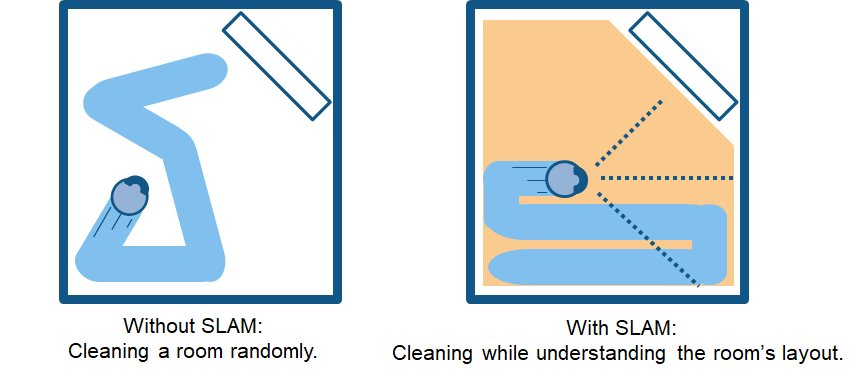 Without SLAM:
Cleaning a room randomly.
With SLAM:
Cleaning while understanding the room's layout.